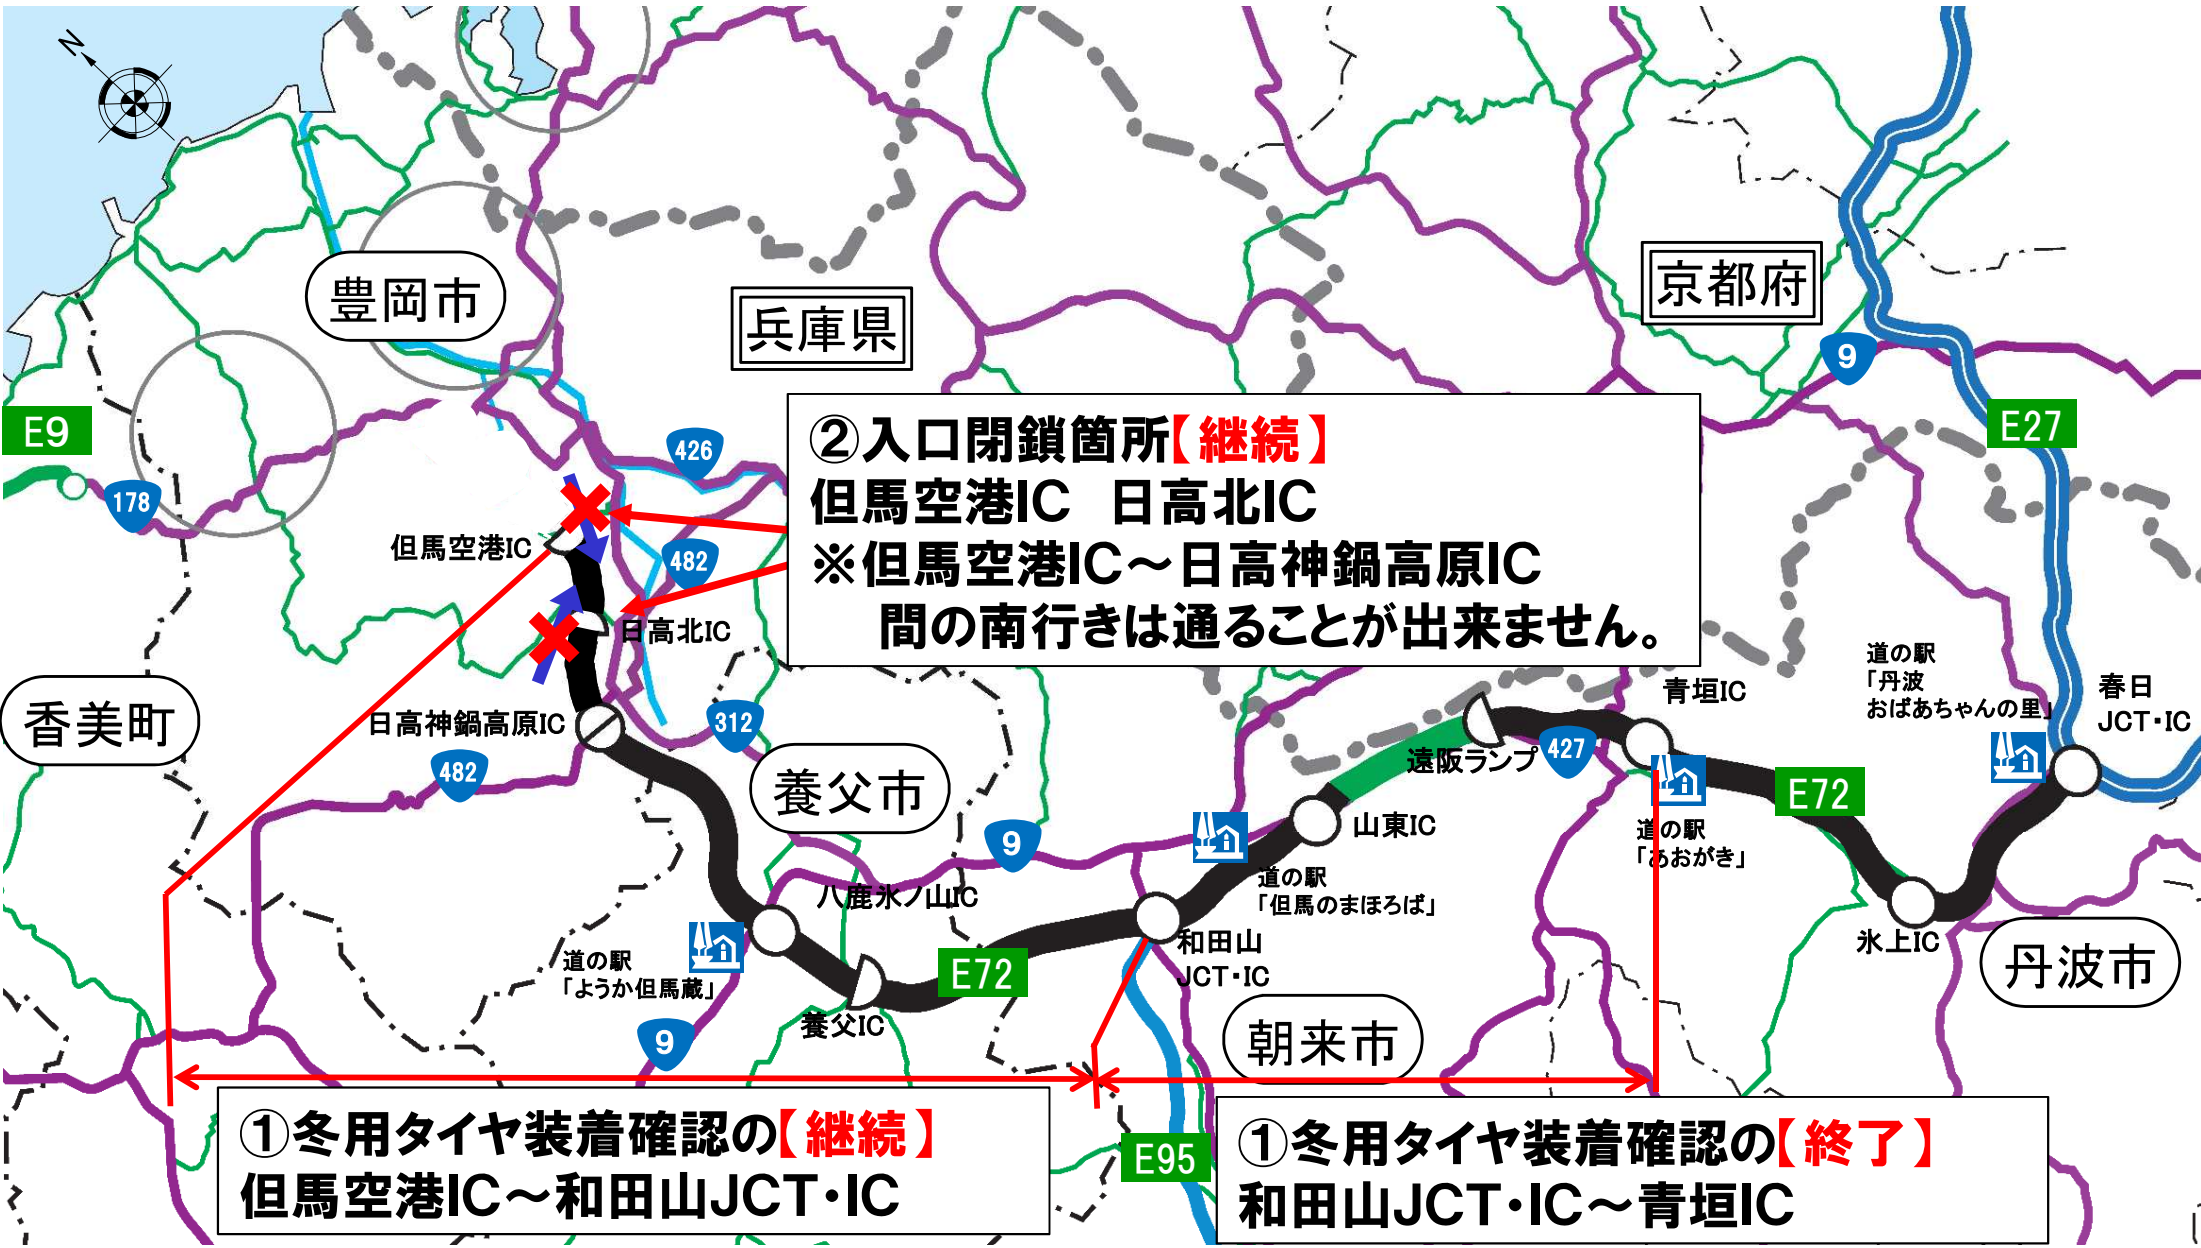 N
豊岡市
兵庫県
京都府
9
E9
E27
178
426
482
②入口閉鎖箇所【継続】
但馬空港IC　日高北IC
※但馬空港IC～日高神鍋高原IC
間の南行きは通ることが出来ません。
但馬空港IC
日高北IC
香美町
日高神鍋高原IC
312
482
養父市
9
八鹿氷ノ山IC
道の駅
「ようか但馬蔵」
養父IC
9
E72
和田山
JCT・IC
道の駅
「但馬のまほろば」
山東IC
遠阪ランプ
427
青垣IC
道の駅
「あおがき」
E72
道の駅
「丹波
おばあちゃんの里」
春日
JCT・IC
氷上IC
丹波市
朝来市
E95
①冬用タイヤ装着確認の【継続】
但馬空港IC～和田山JCT・IC
①冬用タイヤ装着確認の【終了】
和田山JCT・IC～青垣IC